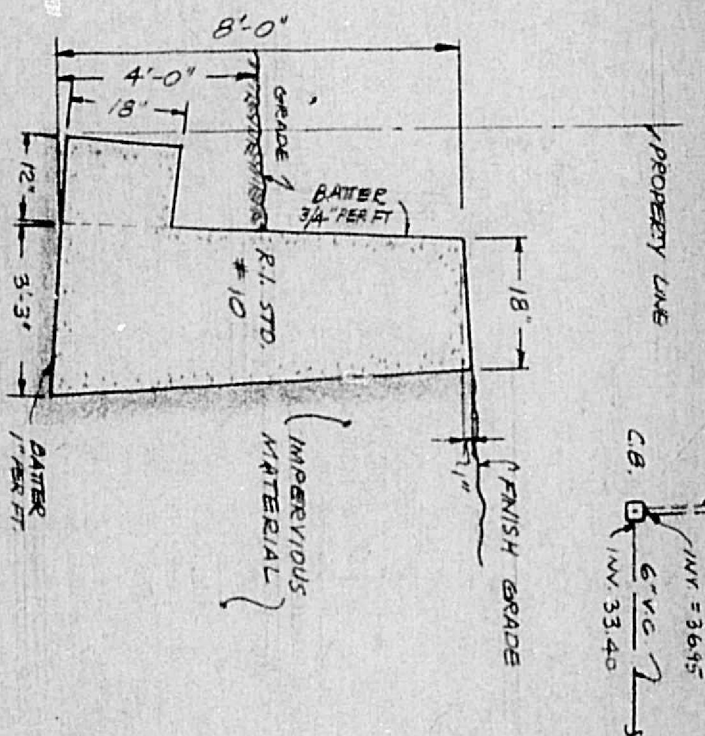 8'-0"
4'-0"
18"
12"
3'-3"
GRADE
BATTER
3/4" PER FT
R.I. STD.
# 10
18"
1"
PROPERTY LINE
C.B.
INV. = 36.95
6" V.C.
INV. 33.40
FINISH GRADE
IMPERVIOUS
MATERIAL
BATTER
1" PER FT.